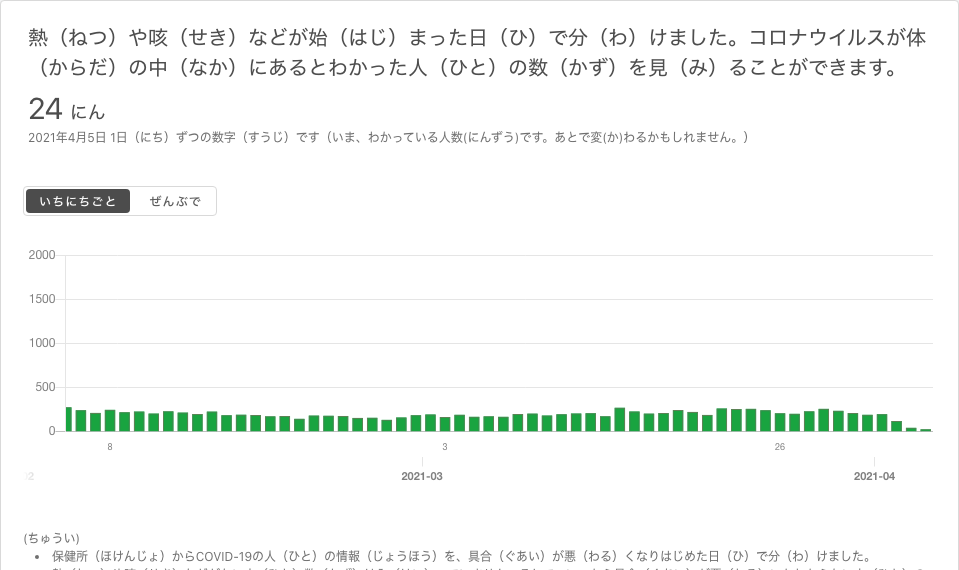 熱（ねつ）や咳（せき）などが始（はじ）まった日（ひ）で分（わ）けました。コロナウイルスが体
（からだ）の中（なか）にあるとわかった人（ひと）の数（かず）を見（み）ることができます。
24 にん
2021年4月5日 1日（にち）ずつの数字（すうじ）です（いま、わかっている人数(にんずう)です。あとで変(か)わるかもしれません。）
いちにちごと ぜんぶで
2000
1500
1000
500
0
8 3 26
2021-03 2021-04
(ちゅうい)
• 保健所（ほけんじょ）からCOVID-19の人（ひと）の情報（じょうほう）を、具合（ぐあい）が悪（わる）くなりはじめた日（ひ）で分（わ）けました。